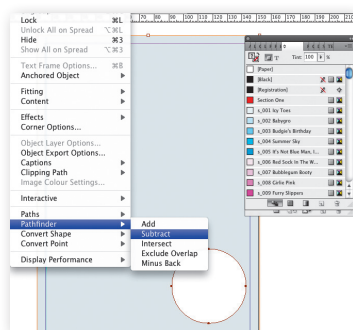 Lock ⌘L
Unlock All on Spread ⌥⌘L
Hide ⌘3
Show All on Spread ⌥⌘3
Text Frame Options... ⌘B
Anchored Object
Fitting
Content
Effects
Corner Options...
Object Layer Options...
Object Export Options...
Captions
Clipping Path
Image Colour Settings...
Interactive
Paths
Pathfinder
Convert Shape
Convert Point
Display Performance
Add
Subtract
Intersect
Exclude Overlap
Minus Back
70 80 90 100 110 120 130 140 150 160 170 180 190 200 210
T Tint: 100 %
[Paper]
[Black]
[Registration]
Section One
s_001 Icy Toes
s_002 Babygro
s_003 Budgie's Birthday
s_004 Summer Sky
s_005 It's Not Blue Man, I...
s_006 Red Sock In The W...
s_007 Bubblegum Booty
s_008 Girlie Pink
s_009 Furry Slippers